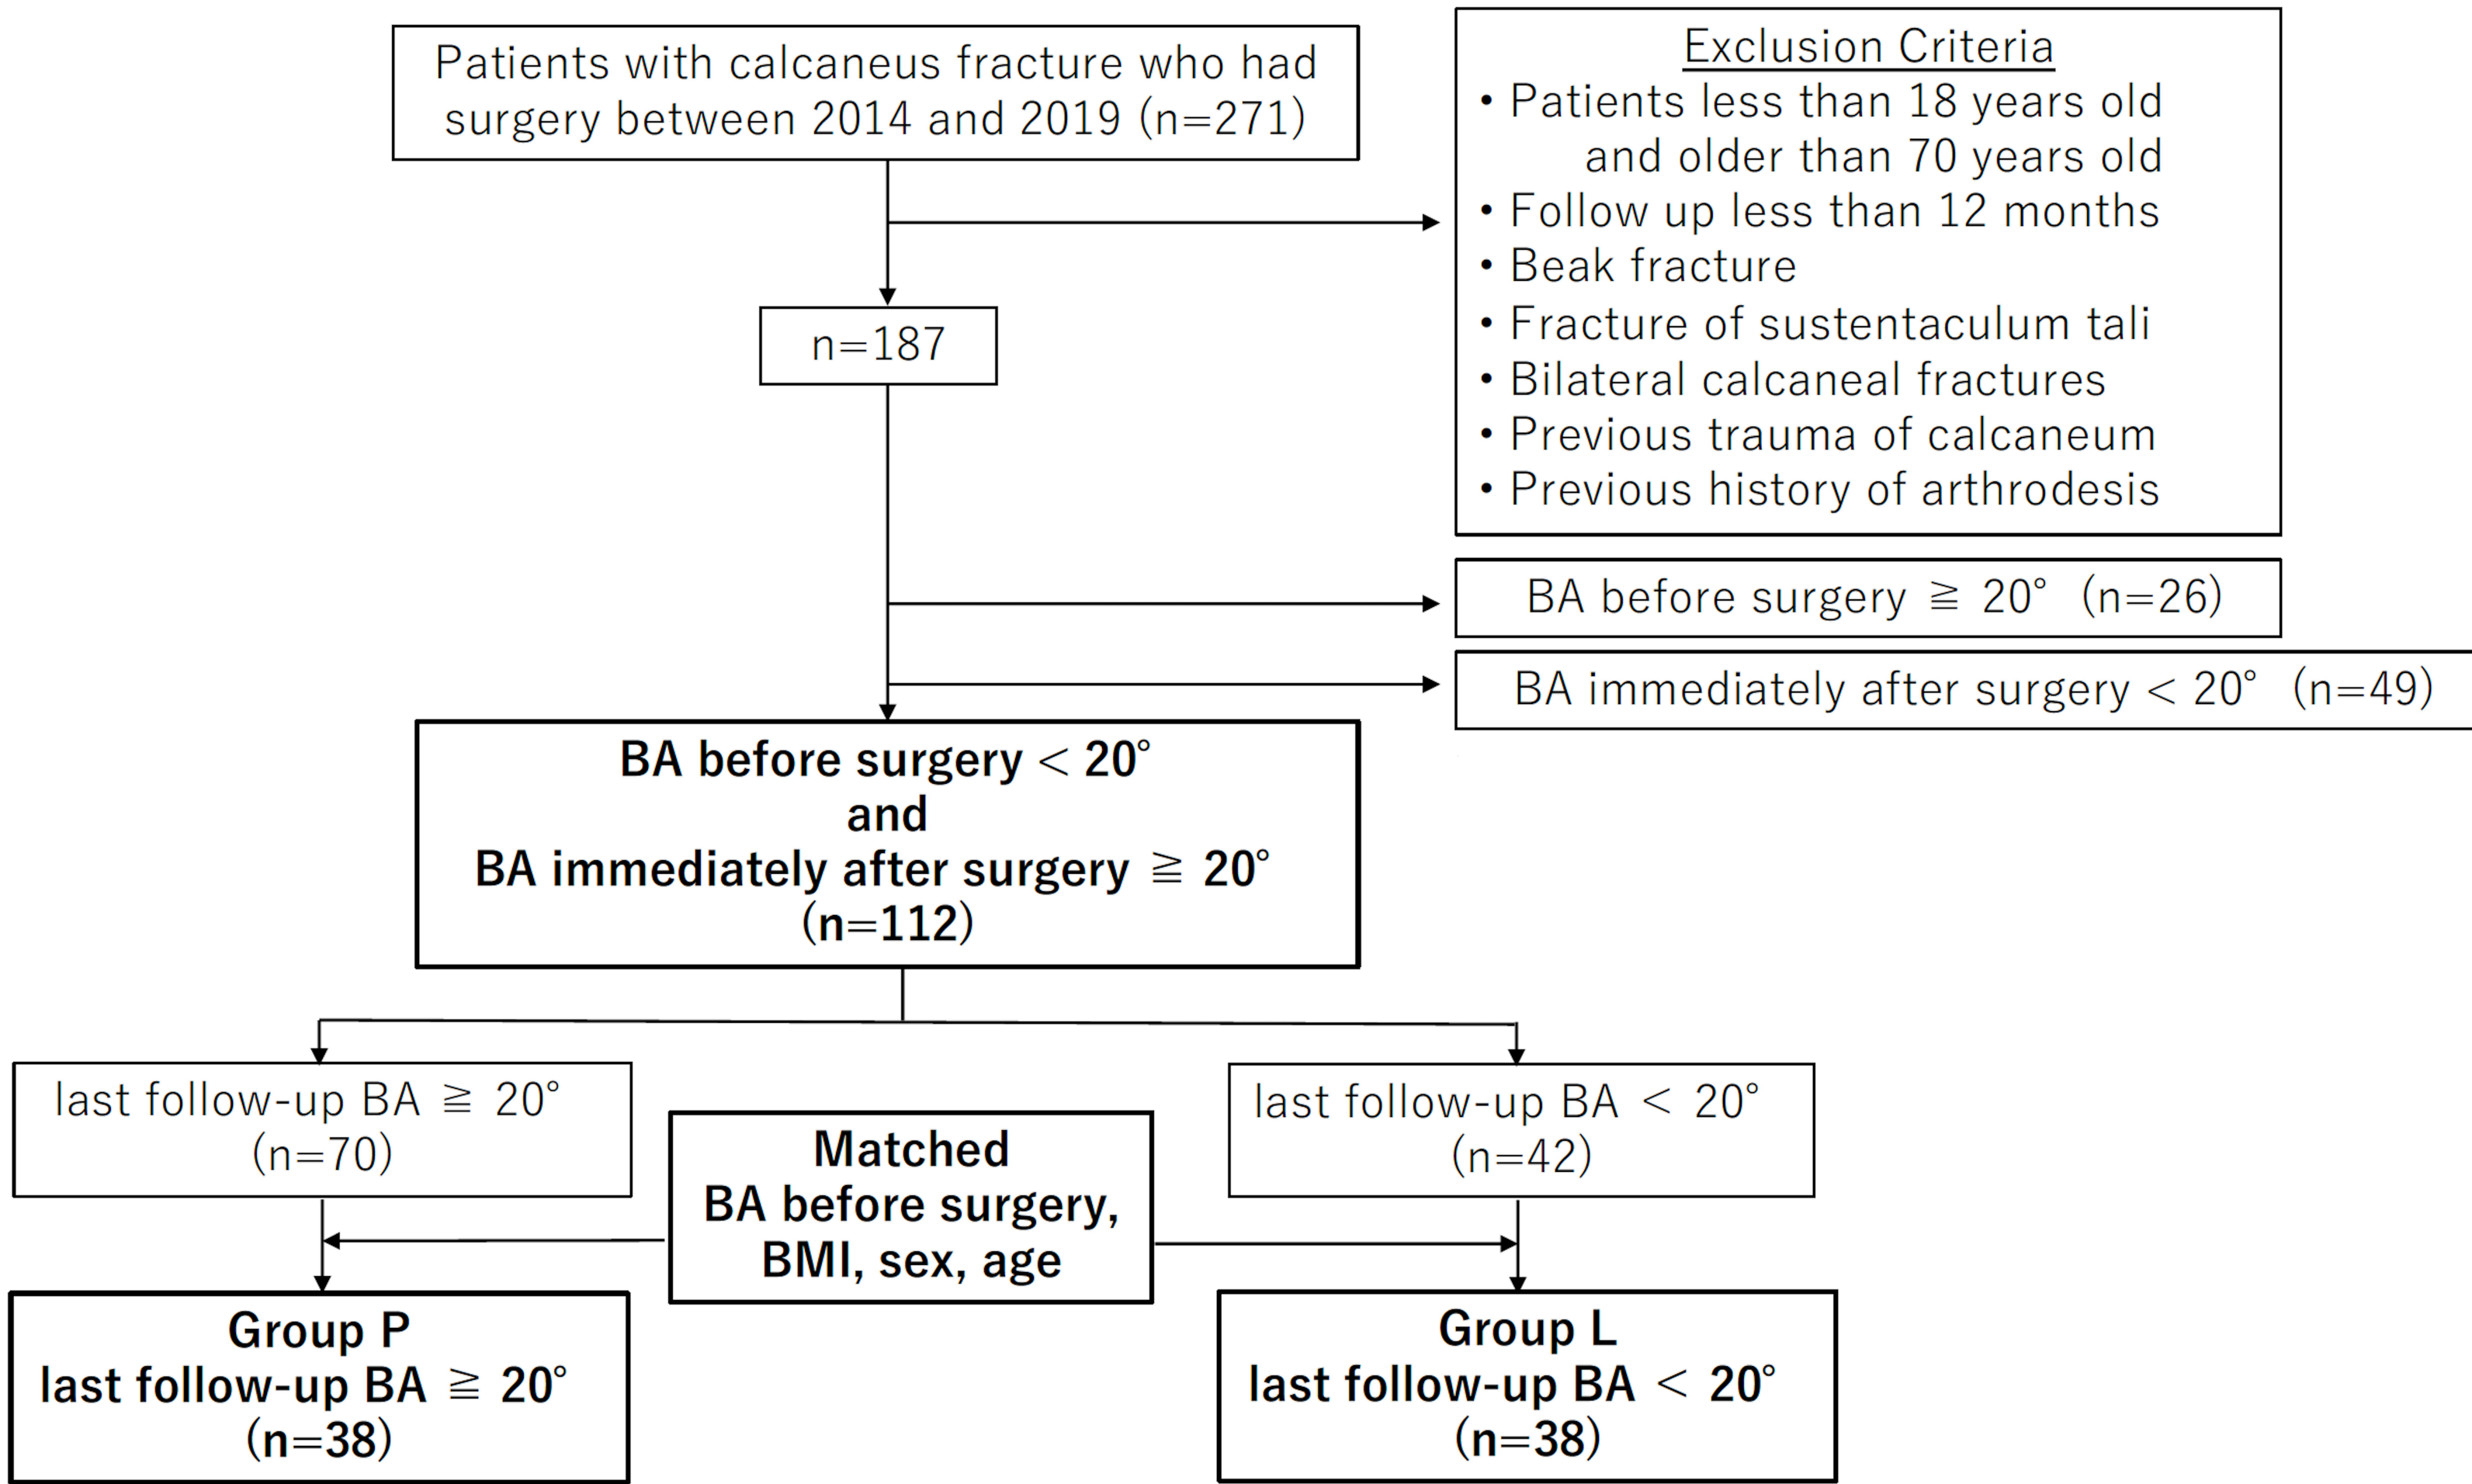 Patients with calcaneus fracture who had
surgery between 2014 and 2019 (n=271)
Exclusion Criteria
• Patients less than 18 years old
and older than 70 years old
• Follow up less than 12 months
• Beak fracture
• Fracture of sustentaculum tali
• Bilateral calcaneal fractures
• Previous trauma of calcaneum
• Previous history of arthrodesis
n=187
BA before surgery ≧ 20° (n=26)
BA immediately after surgery < 20° (n=49)
BA before surgery < 20°
and
BA immediately after surgery ≧ 20°
(n=112)
last follow-up BA ≧ 20°
(n=70)
last follow-up BA < 20°
(n=42)
Matched
BA before surgery,
BMI, sex, age
Group P
last follow-up BA ≧ 20°
(n=38)
Group L
last follow-up BA < 20°
(n=38)